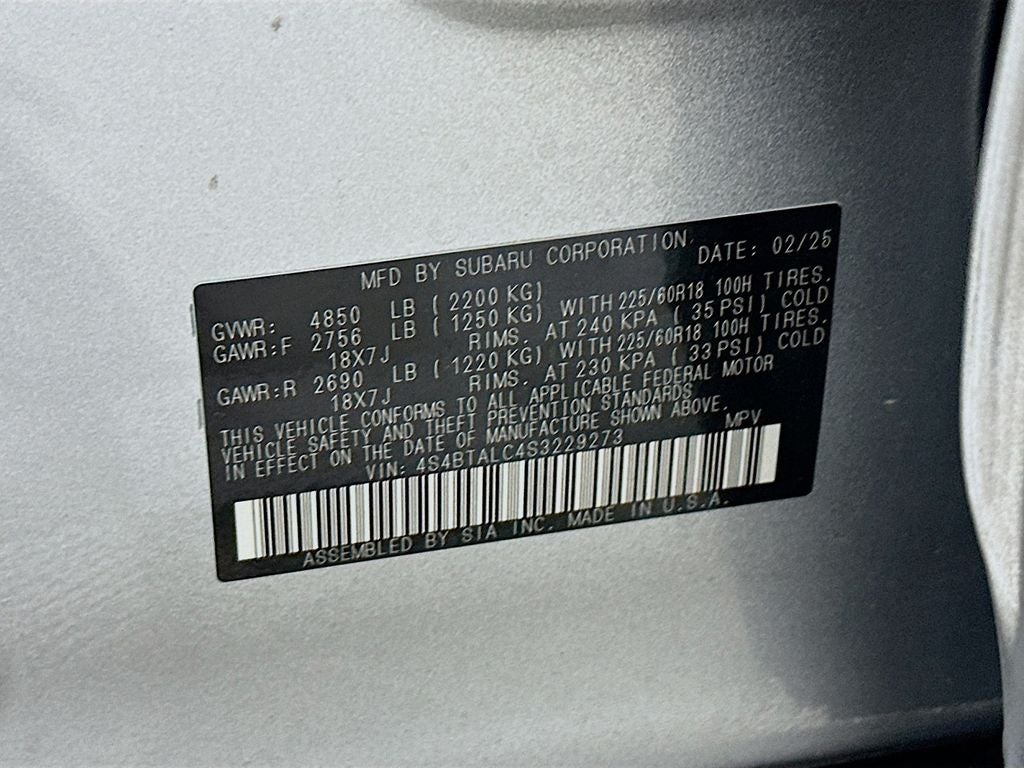 MFD BY SUBARU CORPORATION DATE: 02/25
GVWR: 4850 LB ( 2200 KG)
GAWR:F 2756 LB ( 1250 KG) WITH 225/60R18 100H TIRES.
18X7J RIMS. AT 240 KPA ( 35 PSI) COLD
GAWR:R 2690 LB ( 1220 KG) WITH 225/60R18 100H TIRES.
18X7J RIMS. AT 230 KPA ( 33 PSI) COLD
THIS VEHICLE CONFORMS TO ALL APPLICABLE FEDERAL MOTOR
VEHICLE SAFETY AND THEFT PREVENTION STANDARDS
IN EFFECT ON THE DATE OF MANUFACTURE SHOWN ABOVE.
VIN: 4S4BTALC4S3229273 MPV
ASSEMBLED BY SIA INC. MADE IN U.S.A.